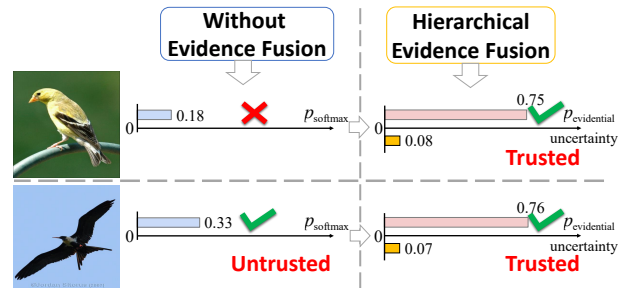 Without
Evidence Fusion
Hierarchical
Evidence Fusion
0.18
0
p_softmax
0.75
0
p_evidential
0.08
uncertainty
Trusted
0.33
0
p_softmax
Untrusted
0.76
0
p_evidential
0.07
uncertainty
Trusted